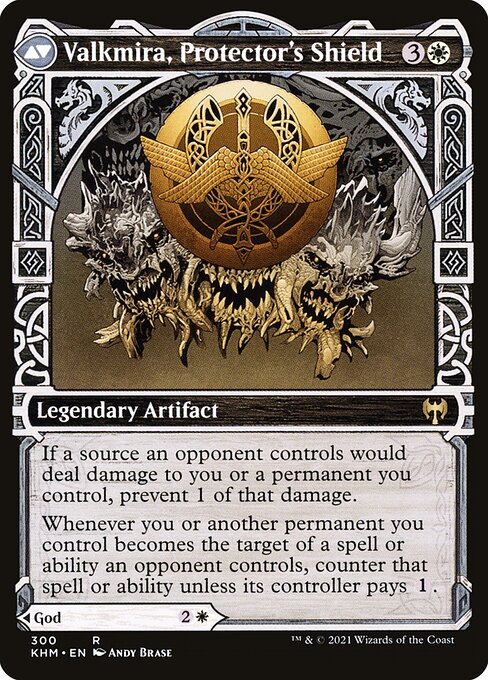 Valkmira, Protector's Shield 3
Legendary Artifact
If a source an opponent controls would
deal damage to you or a permanent you
control, prevent 1 of that damage.
Whenever you or another permanent you
control becomes the target of a spell or
ability an opponent controls, counter that
spell or ability unless its controller pays 1.
God 2
300 R
KHM • EN Andy Brase
™ & © 2021 Wizards of the Coast